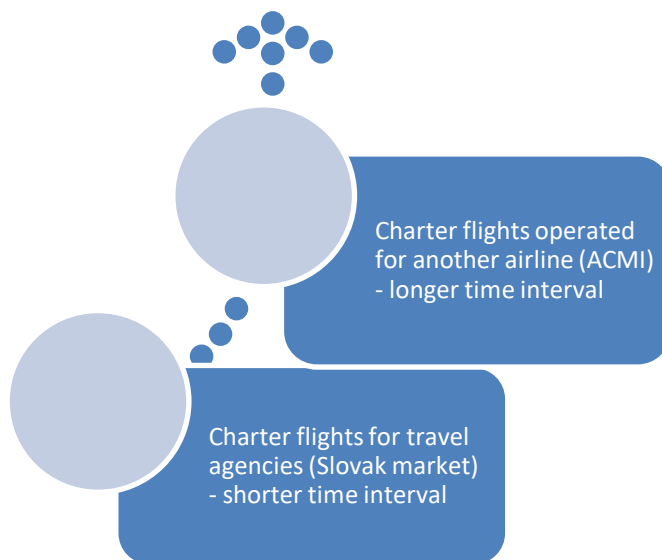 Charter flights operated
for another airline (ACMI)
- longer time interval
Charter flights for travel
agencies (Slovak market)
- shorter time interval